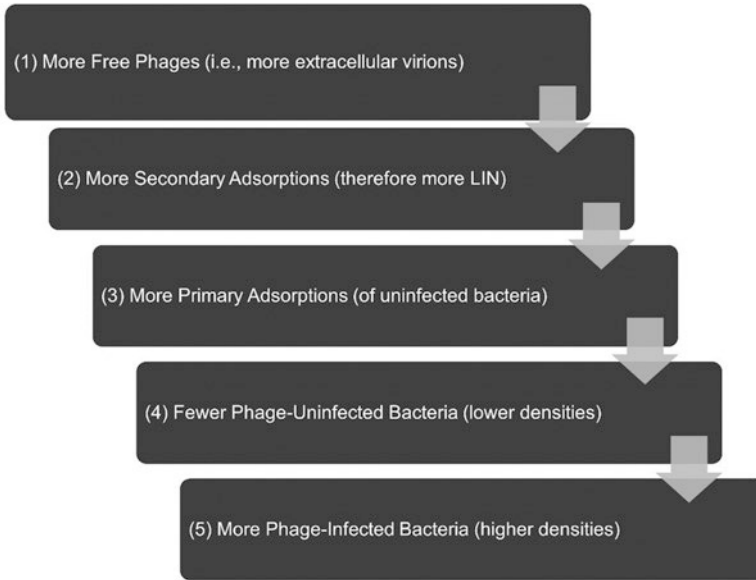 (1) More Free Phages (i.e., more extracellular virions)
(2) More Secondary Adsorptions (therefore more LIN)
(3) More Primary Adsorptions (of uninfected bacteria)
(4) Fewer Phage-Uninfected Bacteria (lower densities)
(5) More Phage-Infected Bacteria (higher densities)